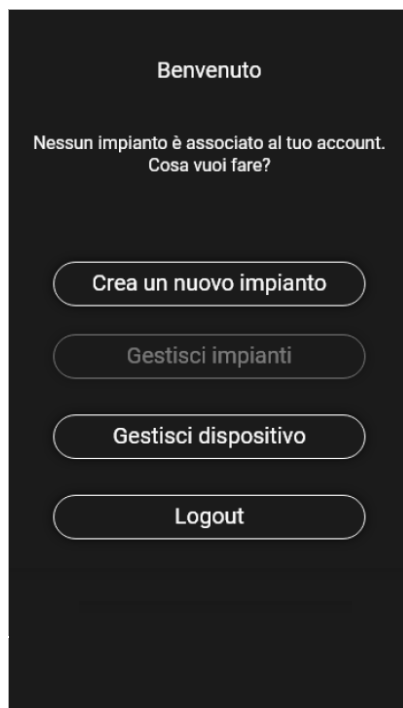 Benvenuto
Nessun impianto è associato al tuo account.
Cosa vuoi fare?
Crea un nuovo impianto
Gestisci impianti
Gestisci dispositivo
Logout